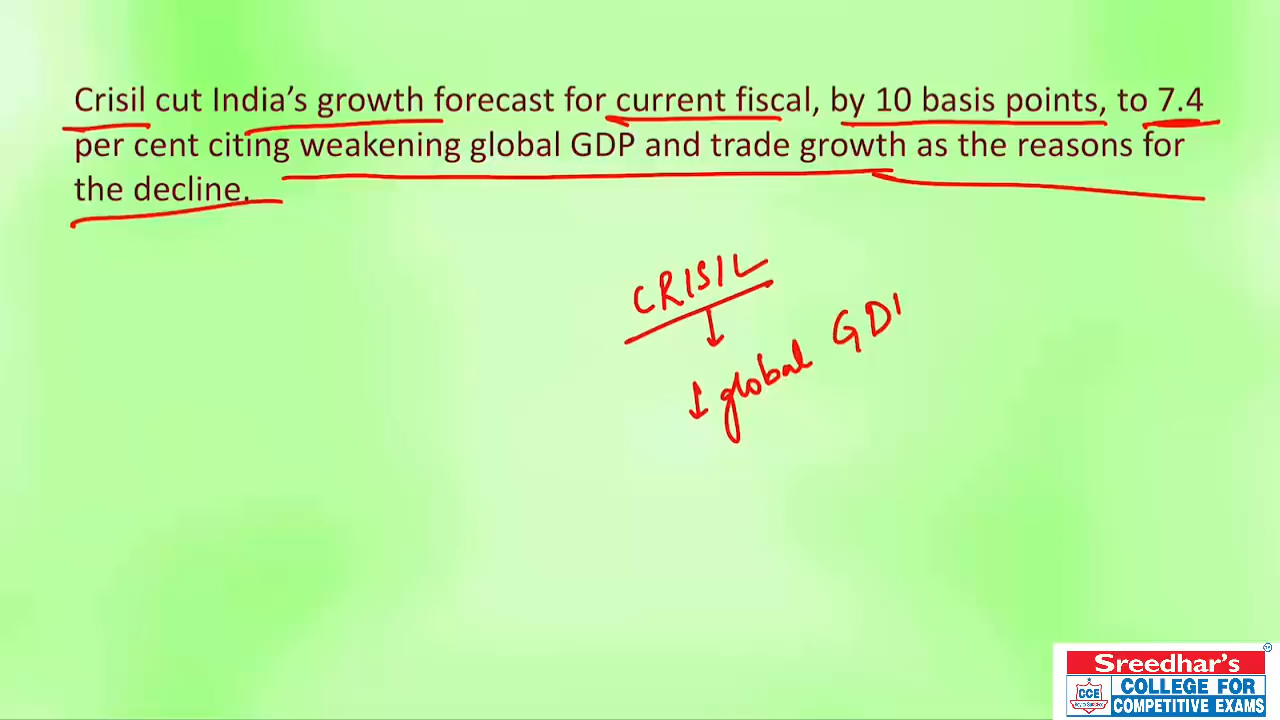 Crisil cut India's growth forecast for current fiscal, by 10 basis points, to 7.4
per cent citing weakening global GDP and trade growth as the reasons for
the decline.
CRISIL
↓
↓ global GDI
Sreedhar's
CCE
COLLEGE FOR
COMPETITIVE EXAMS